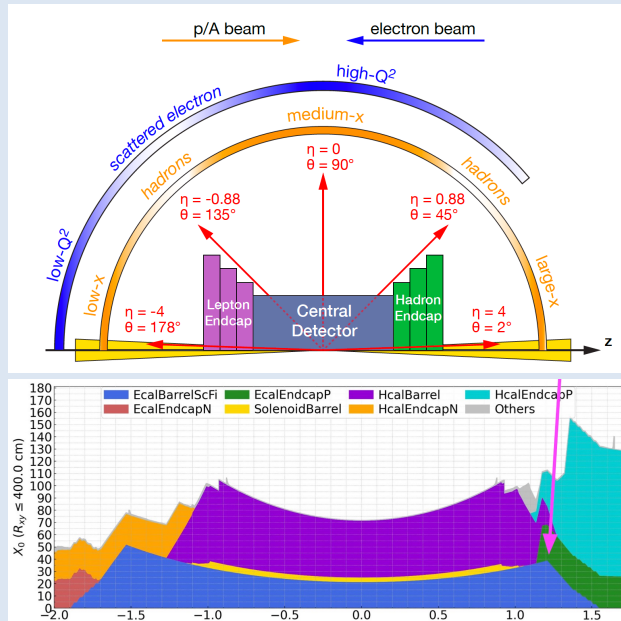 p/A beam
electron beam
high-Q²
scattered electron
medium-x
hadrons
hadrons
η = 0
θ = 90°
η = -0.88
θ = 135°
η = 0.88
θ = 45°
low-Q²
low-x
large-x
Lepton
Endcap
Central
Detector
Hadron
Endcap
η = -4
θ = 178°
η = 4
θ = 2°
z
EcalBarrelScFi
EcalEndcapP
HcalBarrel
HcalEndcapP
EcalEndcapN
SolenoidBarrel
HcalEndcapN
Others
X₀ (Rxy ≤ 400.0 cm)
180
170
160
150
140
130
120
110
100
90
80
70
60
50
40
30
20
10
0
−2.0 −1.5 −1.0 −0.5 0.0 0.5 1.0 1.5